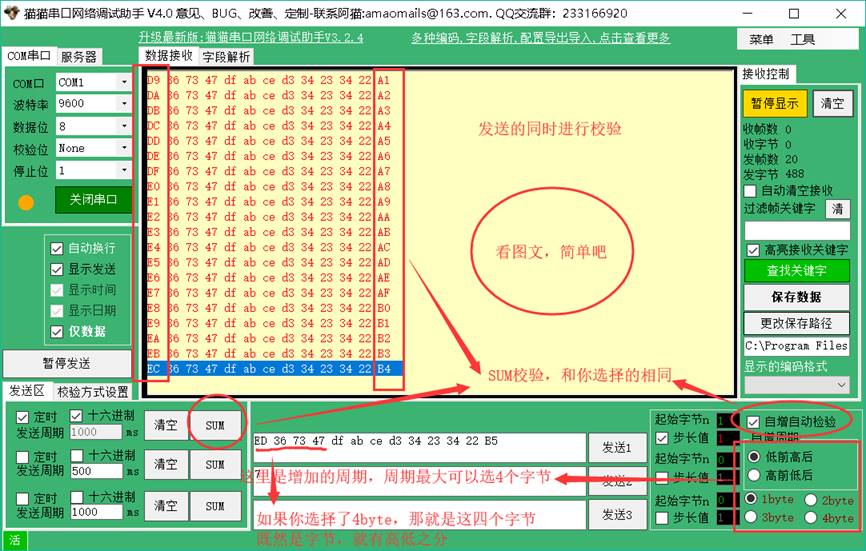 猫猫串口网络调试助手 V4.0 意见、BUG、改善、定制-联系阿猫:amaomails@163.com. QQ交流群: 233166920
升级最新版:猫猫串口网络调试助手V3.2.4
多种编码,字段解析,配置导出导入,点击查看更多
菜单 工具
COM串口 服务器
数据接收 字段解析
接收控制
COM口 COM1
波特率 9600
数据位 8
校验位 None
停止位 1
关闭串口
自动换行
显示发送
显示时间
显示日期
仅数据
暂停发送
D9 36 73 47 df ab ce d3 34 23 34 22 A1
DA 36 73 47 df ab ce d3 34 23 34 22 A2
DB 36 73 47 df ab ce d3 34 23 34 22 A3
DC 36 73 47 df ab ce d3 34 23 34 22 A4
DD 36 73 47 df ab ce d3 34 23 34 22 A5
DE 36 73 47 df ab ce d3 34 23 34 22 A6
DF 36 73 47 df ab ce d3 34 23 34 22 A7
E0 36 73 47 df ab ce d3 34 23 34 22 A8
E1 36 73 47 df ab ce d3 34 23 34 22 A9
E2 36 73 47 df ab ce d3 34 23 34 22 AA
E3 36 73 47 df ab ce d3 34 23 34 22 AB
E4 36 73 47 df ab ce d3 34 23 34 22 AC
E5 36 73 47 df ab ce d3 34 23 34 22 AD
E6 36 73 47 df ab ce d3 34 23 34 22 AE
E7 36 73 47 df ab ce d3 34 23 34 22 AF
E8 36 73 47 df ab ce d3 34 23 34 22 B0
E9 36 73 47 df ab ce d3 34 23 34 22 B1
EA 36 73 47 df ab ce d3 34 23 34 22 B2
EB 36 73 47 df ab ce d3 34 23 34 22 B3
EC 36 73 47 df ab ce d3 34 23 34 22 B4
发送的同时进行校验
看图文，简单吧
SUM校验，和你选择的相同
暂停显示 清空
收帧数 0
收字节 0
发帧数 20
发字节 488
自动清空接收
过滤帧关键字 清
高亮接收关键字
查找关键字
保存数据
更改保存路径
C:\Program Files
显示的编码格式
发送区 校验方式设置
定时 十六进制
发送周期 1000 ms 清空 SUM
定时 十六进制
发送周期 500 ms 清空 SUM
定时 十六进制
发送周期 1000 ms 清空 SUM
ED 36 73 47 df ab ce d3 34 23 34 22 B5
发送1
这里是增加的周期，周期最大可以选4个字节
发送2
如果你选择了4byte，那就是这四个字节
既然是字节，就有高低之分
发送3
起始字节n 1
步长值 1
起始字节n 0
步长值 1
起始字节n 0
步长值 1
自增自动检验
自增周期
低前高后
高前低后
1byte 2byte
3byte 4byte
活